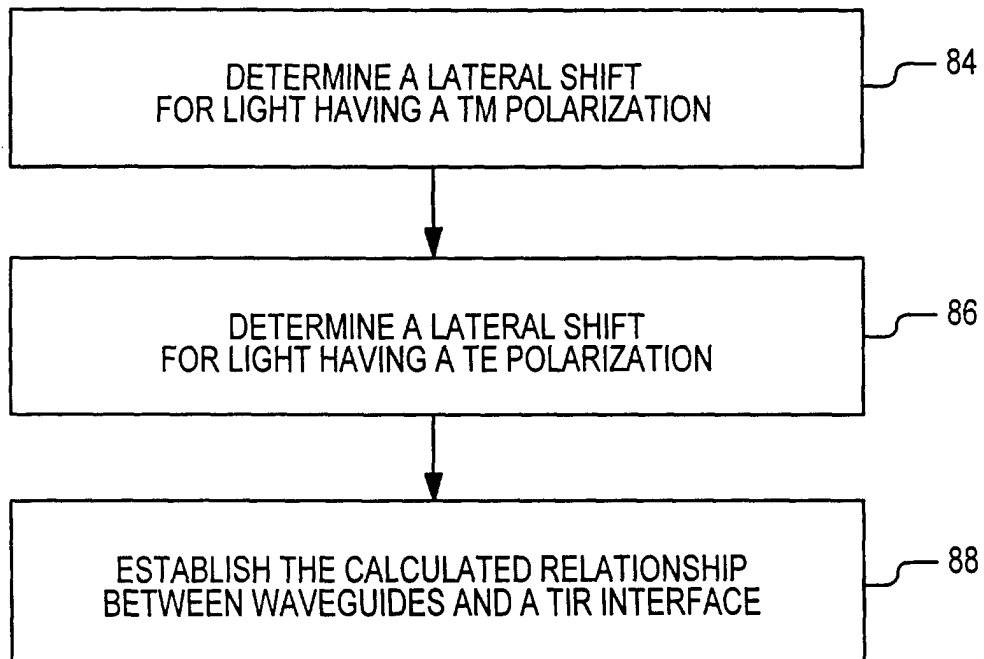 DETERMINE A LATERAL SHIFT
FOR LIGHT HAVING A TM POLARIZATION
84
DETERMINE A LATERAL SHIFT
FOR LIGHT HAVING A TE POLARIZATION
86
ESTABLISH THE CALCULATED RELATIONSHIP
BETWEEN WAVEGUIDES AND A TIR INTERFACE
88